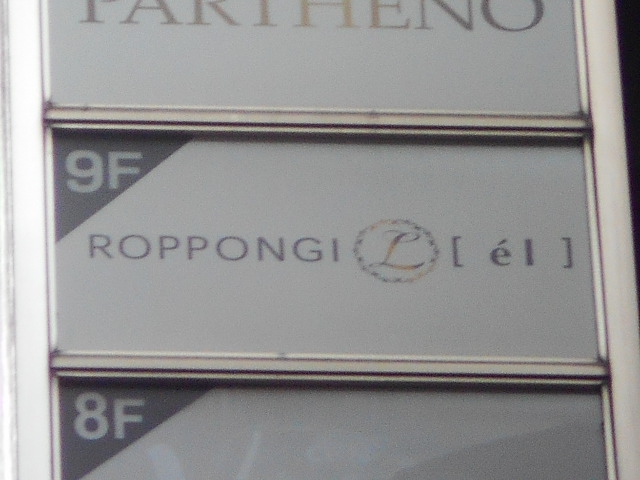 PARTHENO
9F
ROPPONGI L [ él ]
8F